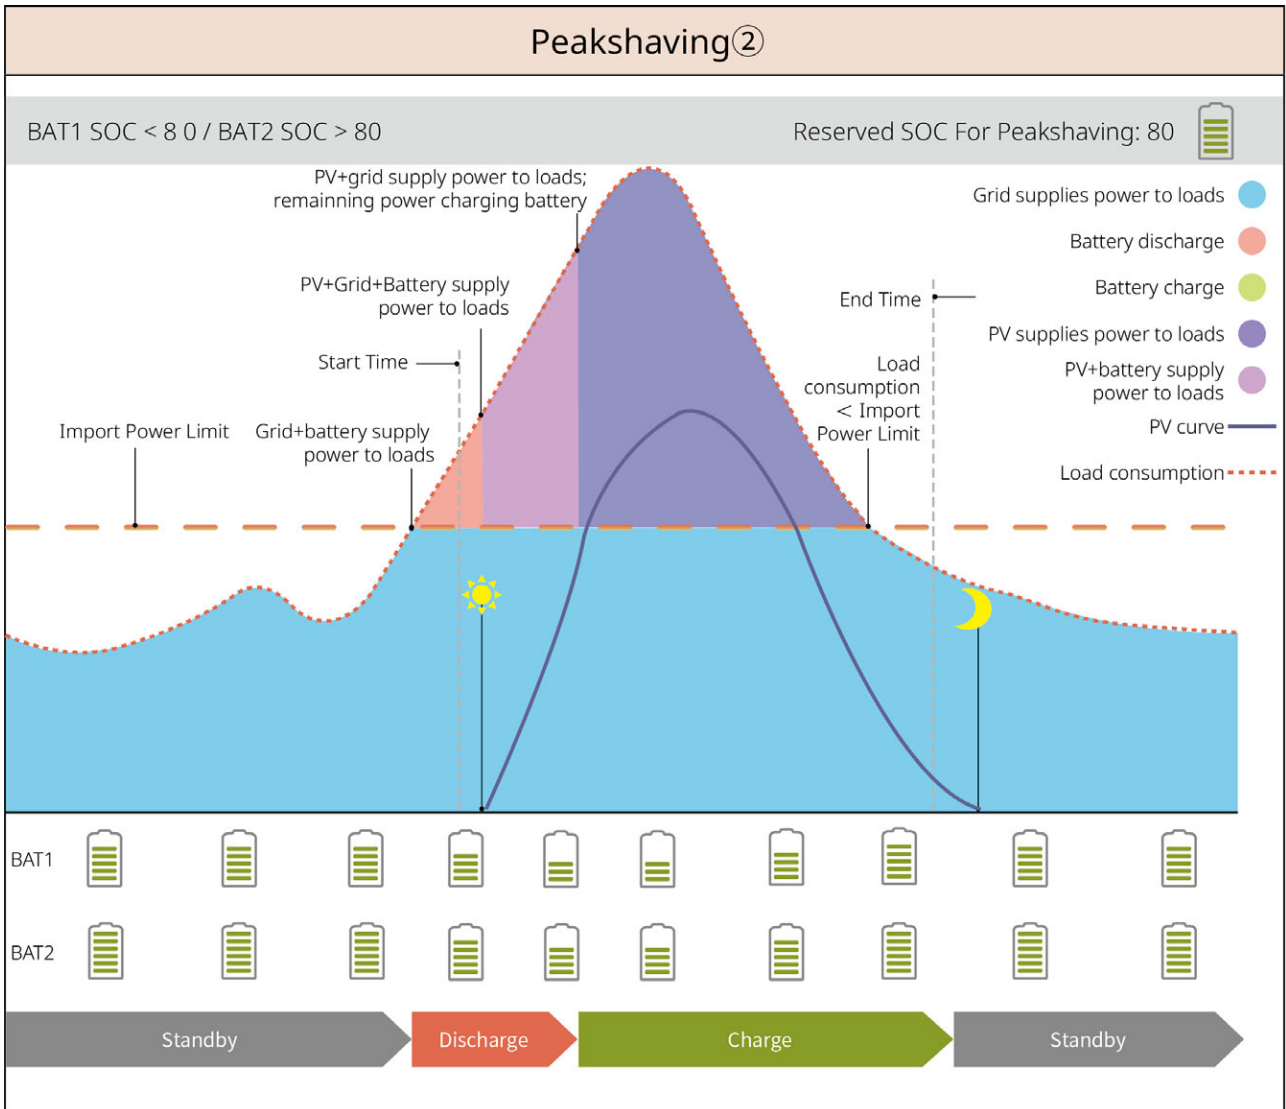 Peakshaving②
BAT1 SOC < 8 0 / BAT2 SOC > 80
Reserved SOC For Peakshaving: 80
PV+grid supply power to loads;
remainning power charging battery
PV+Grid+Battery supply
power to loads
Start Time
Import Power Limit
Grid+battery supply
power to loads
End Time
Load
consumption
< Import
Power Limit
Grid supplies power to loads
Battery discharge
Battery charge
PV supplies power to loads
PV+battery supply
power to loads
PV curve
Load consumption
BAT1
BAT2
Standby
Discharge
Charge
Standby